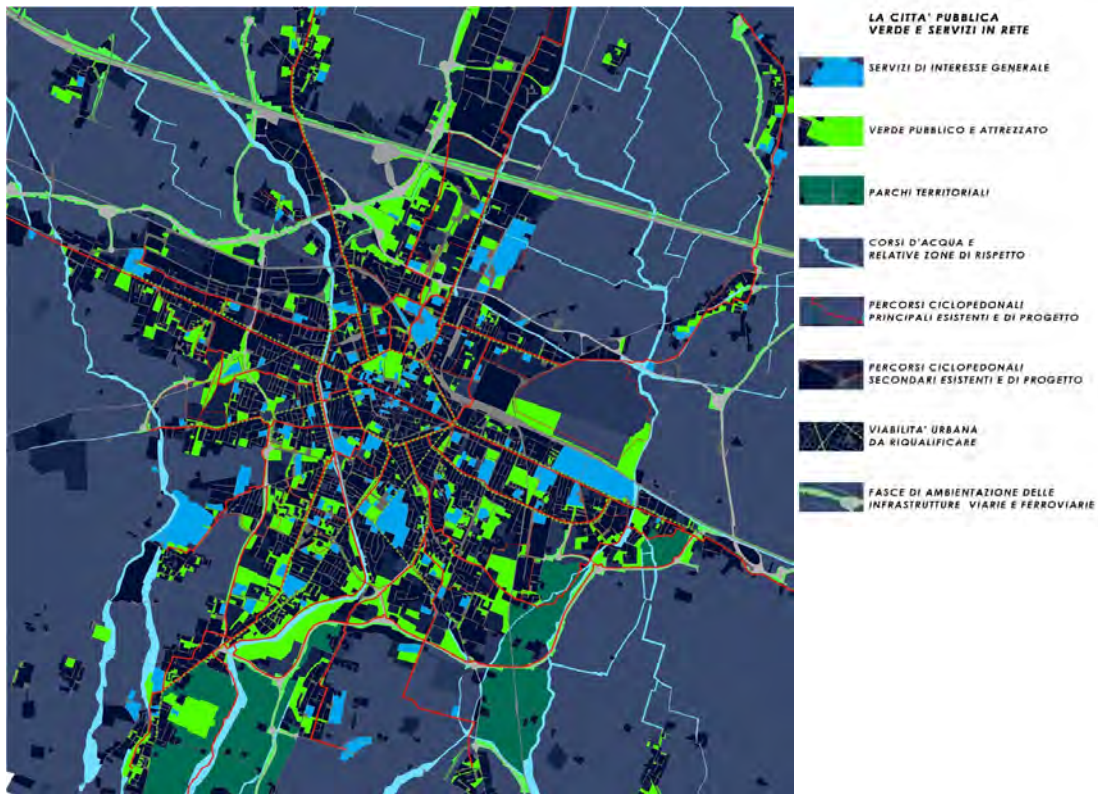 LA CITTA' PUBBLICA
VERDE E SERVIZI IN RETE
SERVIZI DI INTERESSE GENERALE
VERDE PUBBLICO E ATTREZZATO
PARCHI TERRITORIALI
CORSI D'ACQUA E
RELATIVE ZONE DI RISPETTO
PERCORSI CICLOPEDONALI
PRINCIPALI ESISTENTI E DI PROGETTO
PERCORSI CICLOPEDONALI
SECONDARI ESISTENTI E DI PROGETTO
VIABILITA' URBANA
DA RIQUALIFICARE
FASCE DI AMBIENTAZIONE DELLE
INFRASTRUTTURE VIARIE E FERROVIARIE